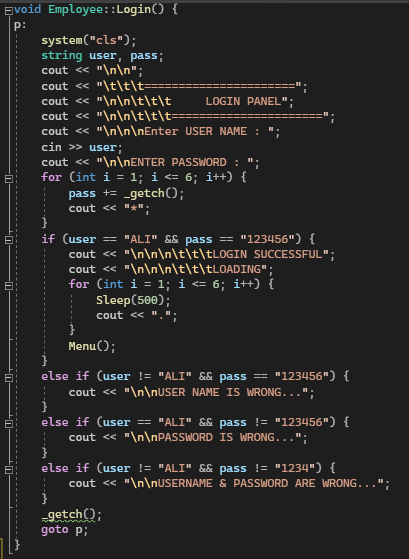 void Employee::Login() {
p:
    system("cls");
    string user, pass;
    cout << "\n\n";
    cout << "\t\t\t======================";
    cout << "\n\n\t\t\t     LOGIN PANEL";
    cout << "\n\n\t\t\t======================";
    cout << "\n\n\nEnter USER NAME : ";
    cin >> user;
    cout << "\n\nENTER PASSWORD : ";
    for (int i = 1; i <= 6; i++) {
        pass += _getch();
        cout << "*";
    }
    if (user == "ALI" && pass == "123456") {
        cout << "\n\n\n\t\t\tLOGIN SUCCESSFUL";
        cout << "\n\n\n\t\t\tLOADING";
        for (int i = 1; i <= 6; i++) {
            Sleep(500);
            cout << ".";
        }
        Menu();
    }
    else if (user != "ALI" && pass == "123456") {
        cout << "\n\nUSER NAME IS WRONG...";
    }
    else if (user == "ALI" && pass != "123456") {
        cout << "\n\nPASSWORD IS WRONG...";
    }
    else if (user != "ALI" && pass != "1234") {
        cout << "\n\nUSERNAME & PASSWORD ARE WRONG...";
    }
    _getch();
    goto p;
}